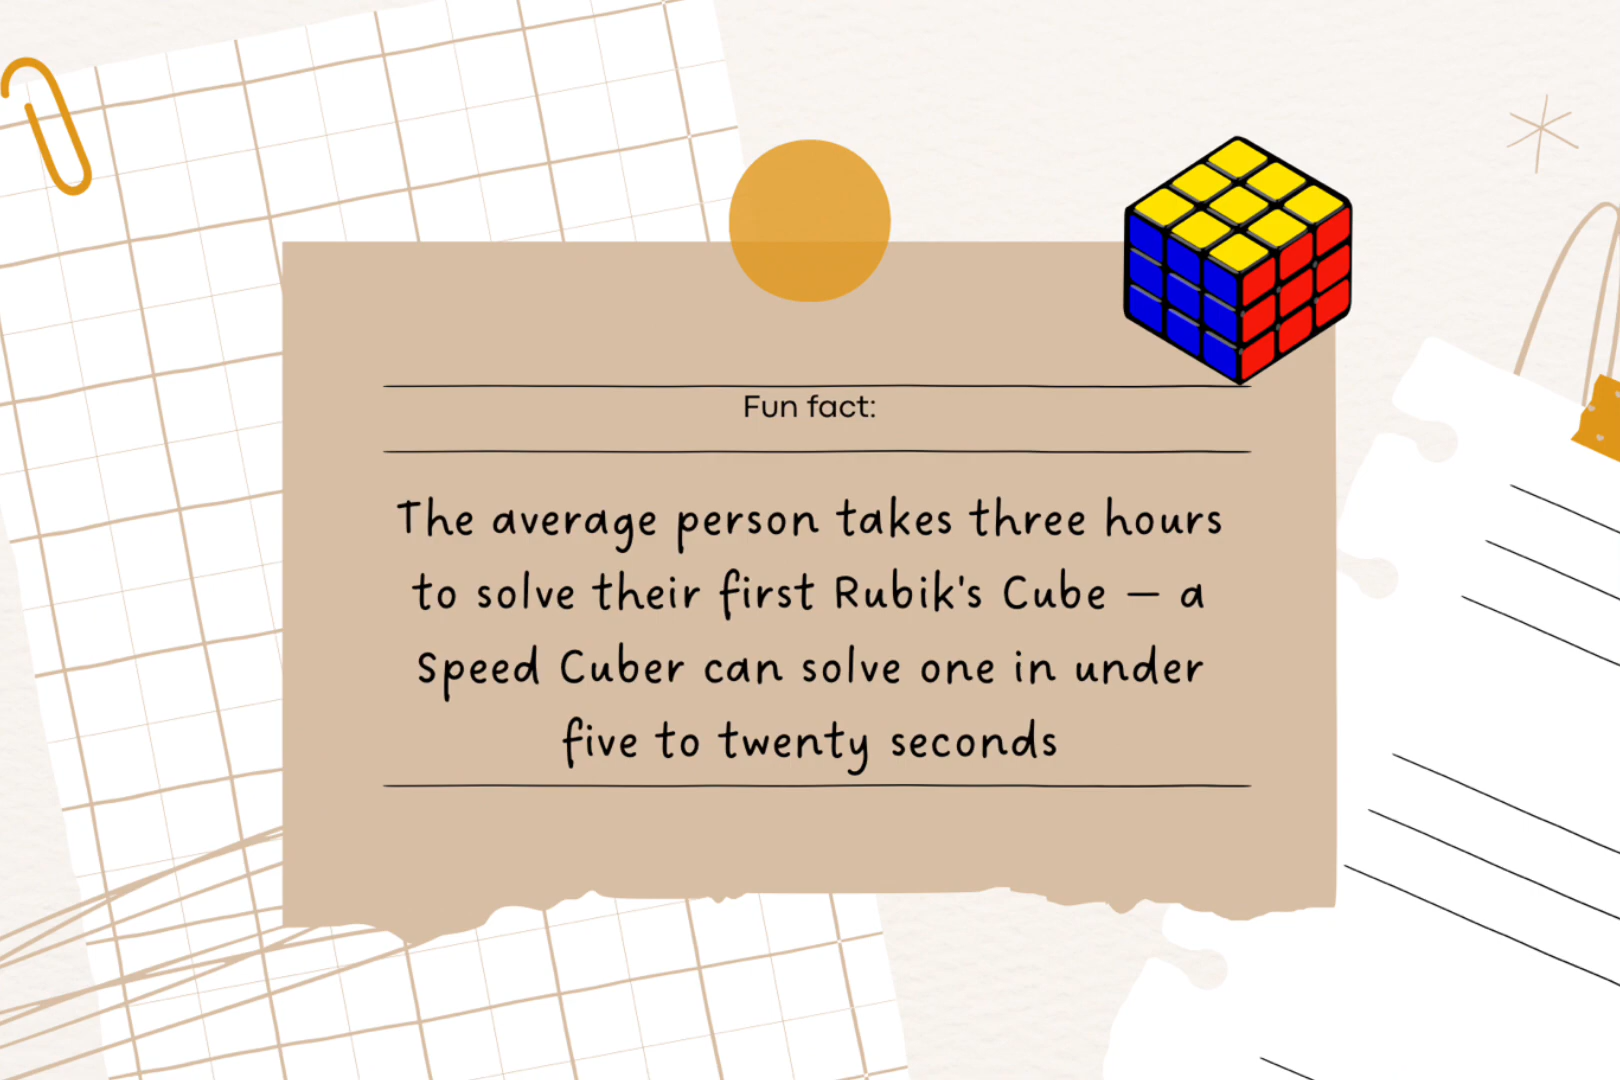 Fun fact:
The average person takes three hours
to solve their first Rubik's Cube – a
Speed Cuber can solve one in under
five to twenty seconds